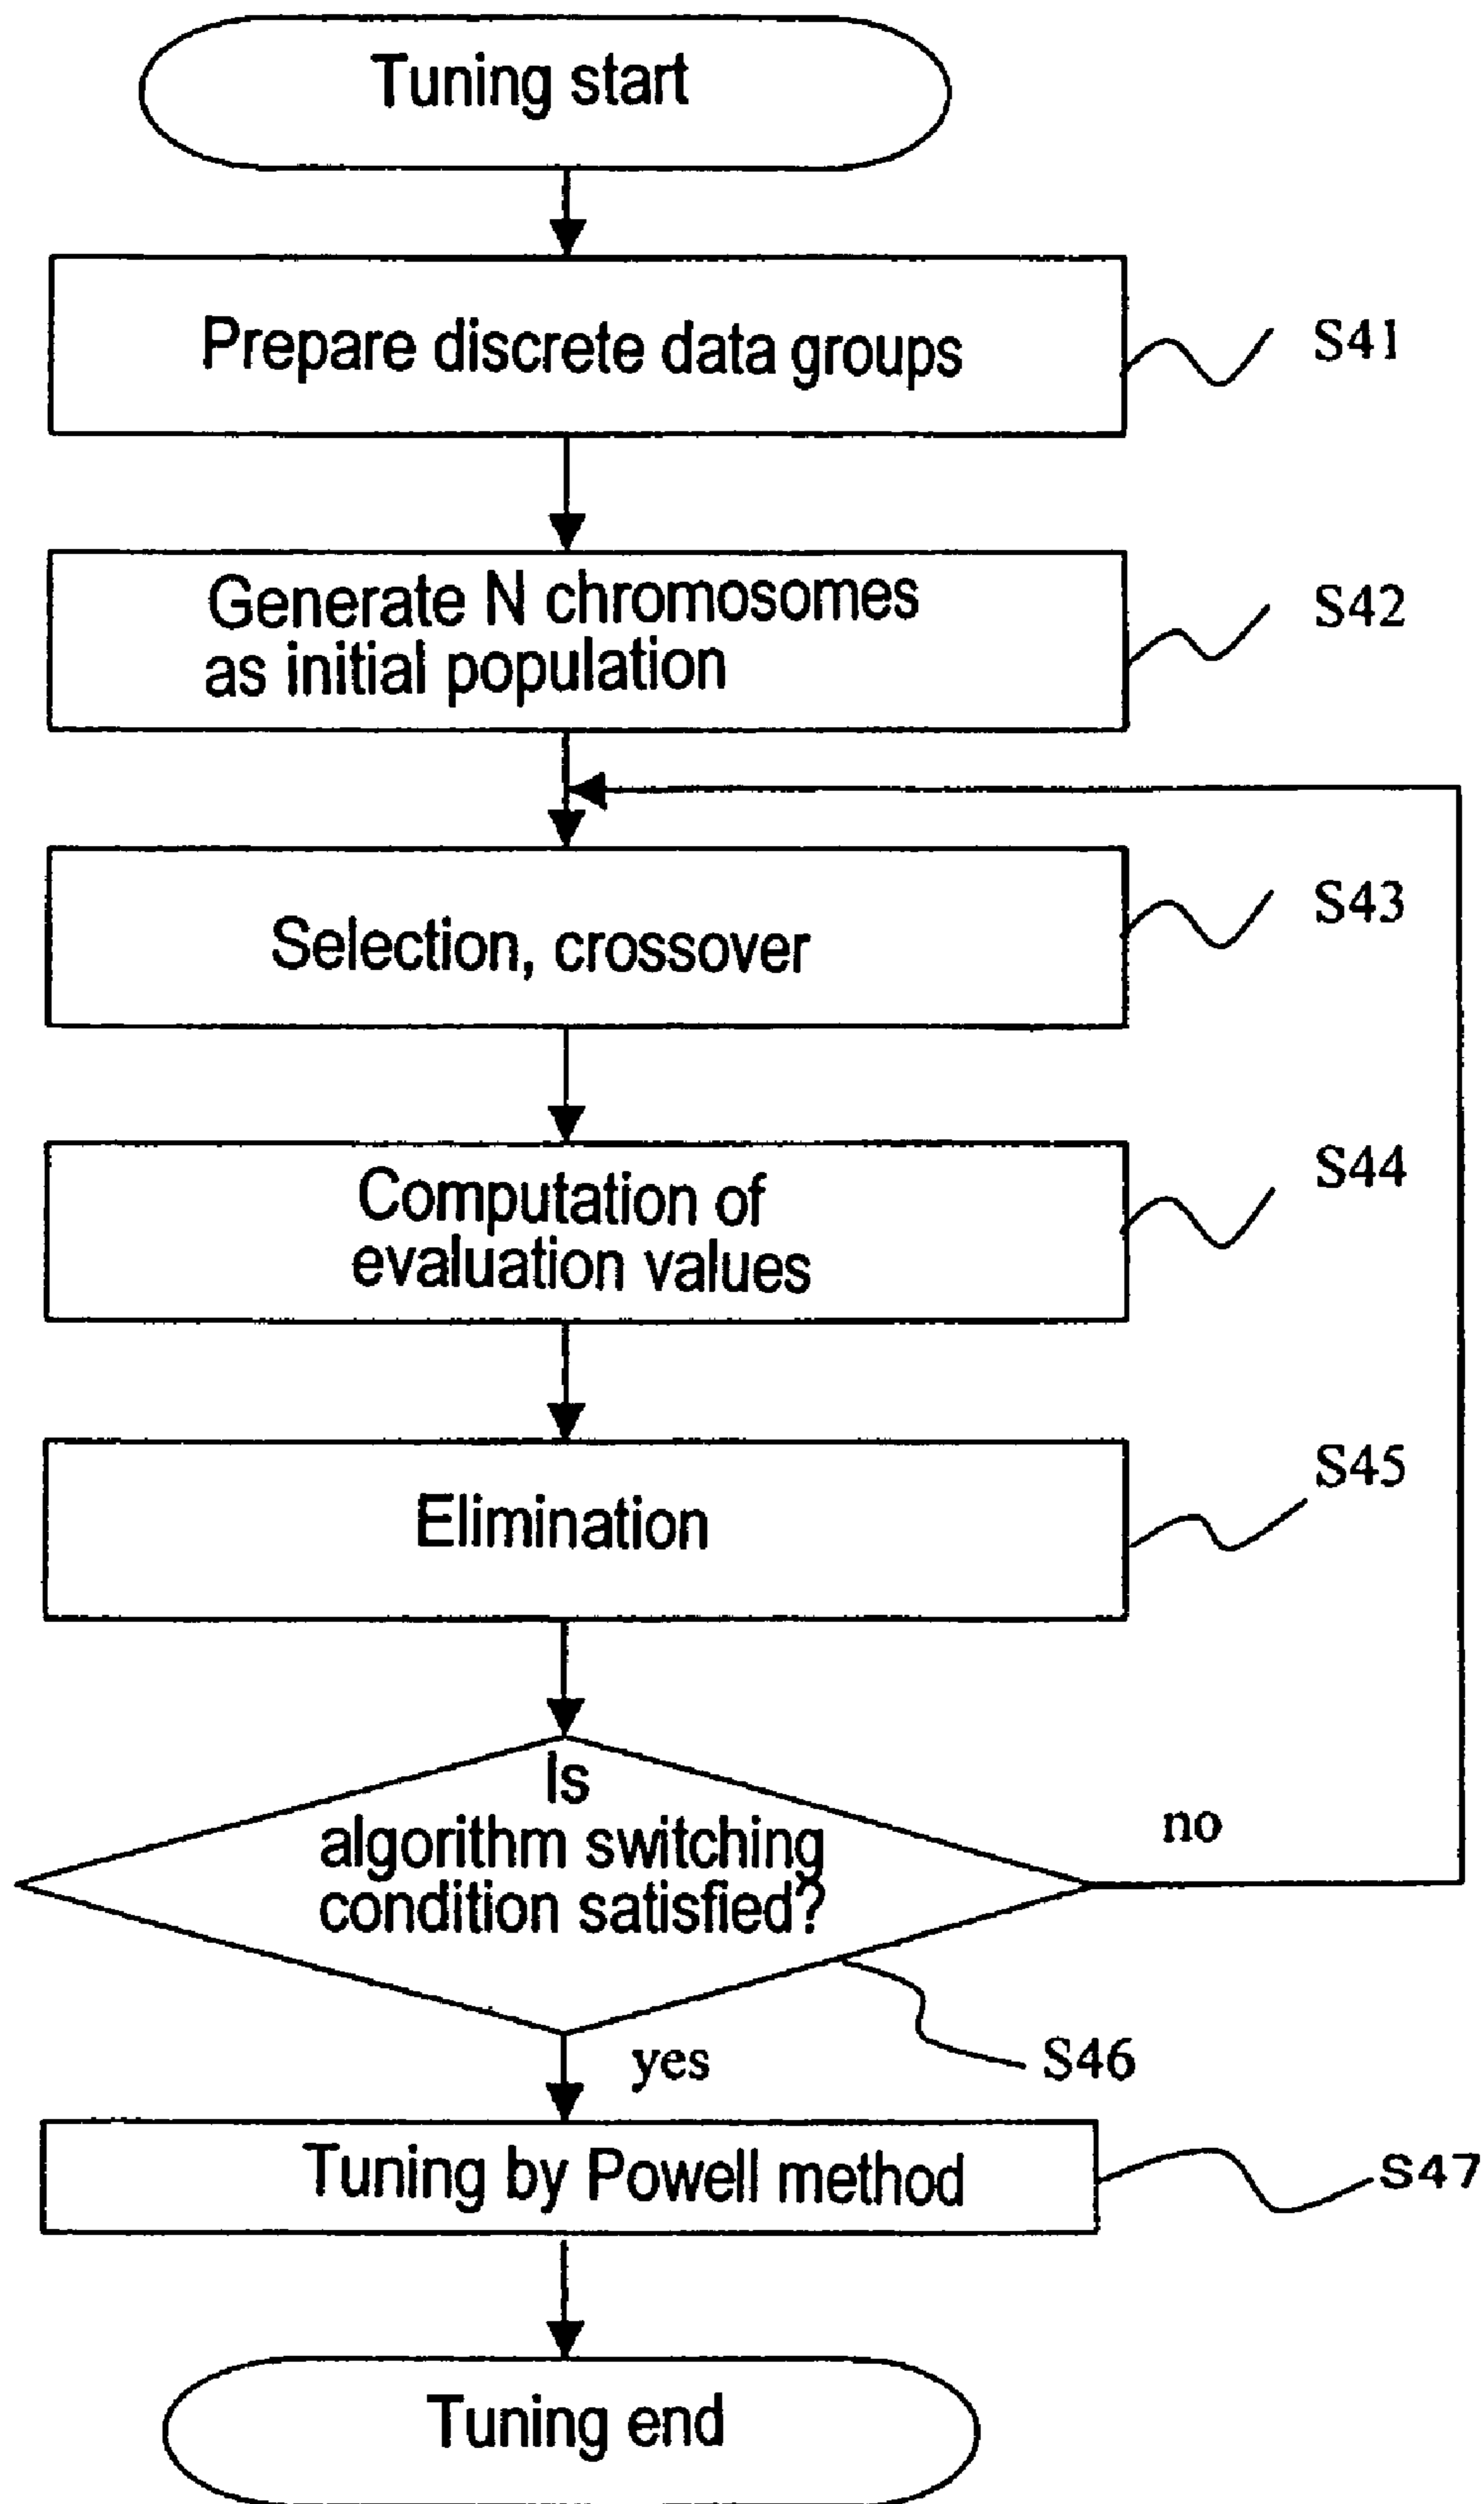 Tuning start
Prepare discrete data groups
S41
Generate N chromosomes
as initial population
S42
Selection, crossover
S43
Computation of
evaluation values
S44
Elimination
S45
Is
algorithm switching
condition satisfied?
no
yes
S46
Tuning by Powell method
S47
Tuning end